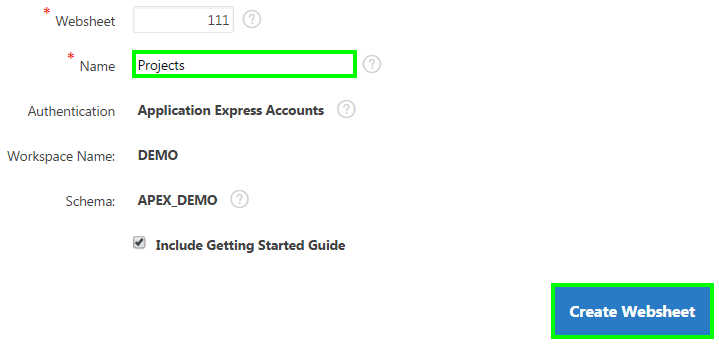 * Websheet 111 ?
* Name Projects ?
Authentication Application Express Accounts ?
Workspace Name: DEMO
Schema: APEX_DEMO ?
Include Getting Started Guide
Create Websheet